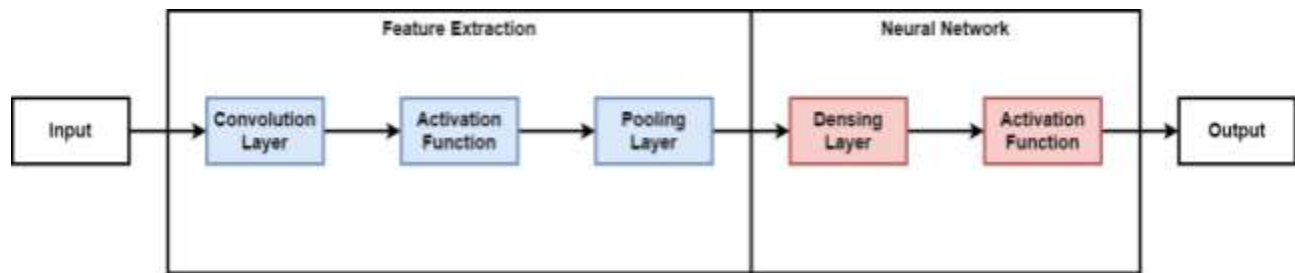 Feature Extraction
Neural Network
Input
Convolution
Layer
Activation
Function
Pooling
Layer
Densing
Layer
Activation
Function
Output